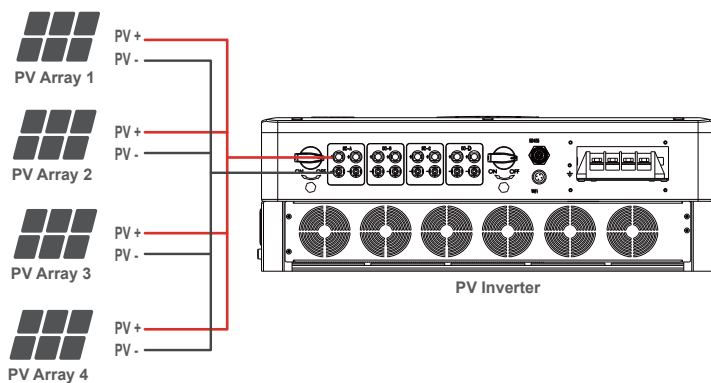 PV +
PV -
PV Array 1
PV +
PV -
PV Array 2
PV +
PV -
PV Array 3
PV +
PV -
PV Array 4
ON OFF
ON OFF
PV Inverter